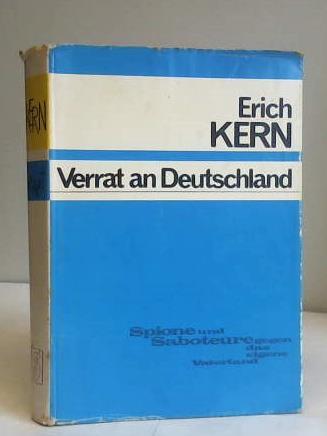 Erich
KERN
Verrat an Deutschland
Spione und
Saboteure gegen
das
eigene
Vaterland
KERN